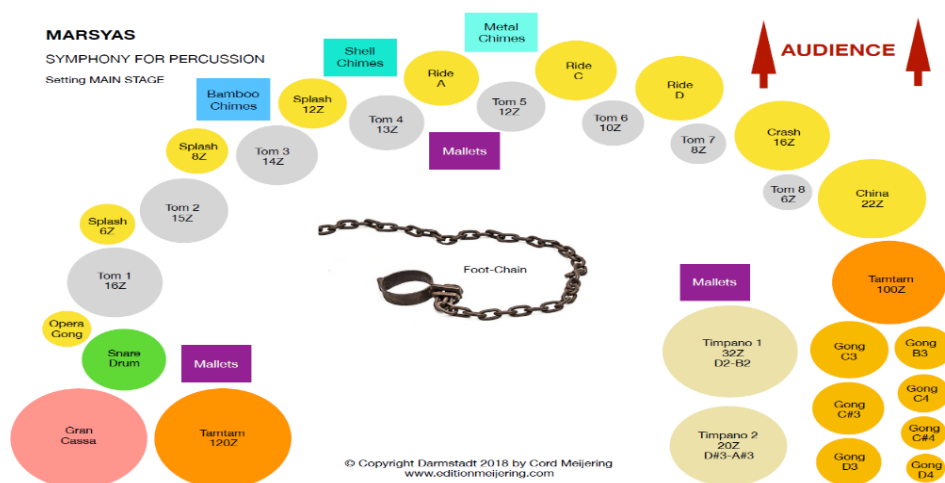 MARSYAS
SYMPHONY FOR PERCUSSION
Setting MAIN STAGE
AUDIENCE
Metal
Chimes
Shell
Chimes
Bamboo
Chimes
Splash
12Z
Ride
A
Ride
C
Ride
D
Tom 4
13Z
Tom 5
12Z
Tom 6
10Z
Tom 7
8Z
Crash
16Z
Splash
8Z
Tom 3
14Z
Mallets
Tom 8
6Z
China
22Z
Splash
6Z
Tom 2
15Z
Tom 1
16Z
Foot-Chain
Mallets
Tamtam
100Z
Opera
Gong
Snare
Drum
Mallets
Timpano 1
32Z
D2-B2
Gong
C3
Gong
B3
Gong
C#3
Gong
C4
Gran
Cassa
Tamtam
120Z
Timpano 2
20Z
D#3-A#3
Gong
C#4
Gong
D3
Gong
D4
© Copyright Darmstadt 2018 by Cord Meijering
www.editionmeijering.com